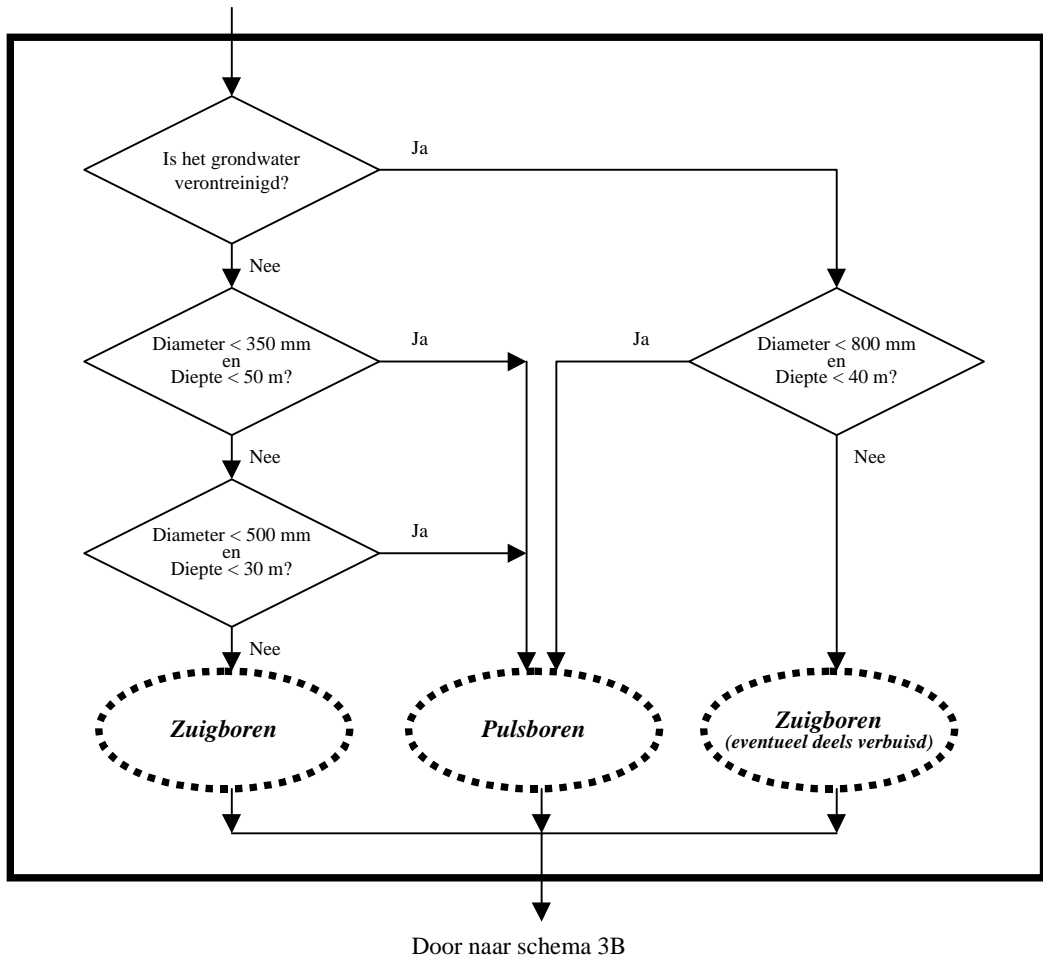 Is het grondwater
verontreinigd?
Ja
Nee
Diameter < 350 mm
en
Diepte < 50 m?
Ja
Ja
Diameter < 800 mm
en
Diepte < 40 m?
Nee
Nee
Diameter < 500 mm
en
Diepte < 30 m?
Ja
Nee
Zuigboren
Pulsboren
Zuigboren
(eventueel deels verbuisd)
Door naar schema 3B